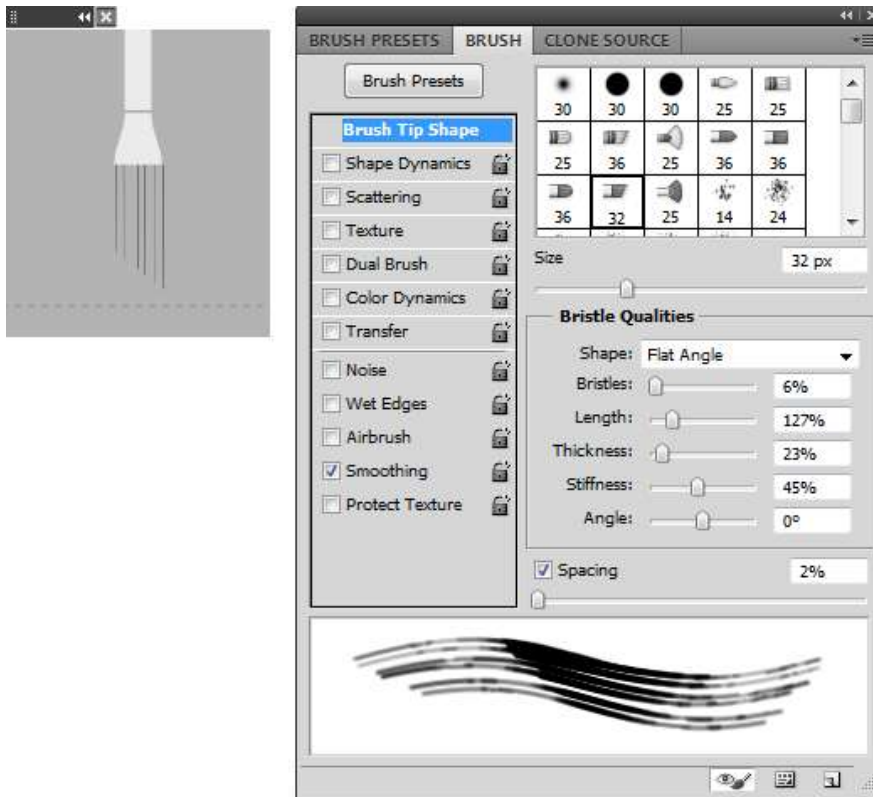 BRUSH PRESETS BRUSH CLONE SOURCE
Brush Presets
Brush Tip Shape
Shape Dynamics
Scattering
Texture
Dual Brush
Color Dynamics
Transfer
Noise
Wet Edges
Airbrush
Smoothing
Protect Texture
30 30 30 25 25
25 36 25 36 36
36 32 25 14 24
Size 32 px
Bristle Qualities
Shape: Flat Angle
Bristles: 6%
Length: 127%
Thickness: 23%
Stiffness: 45%
Angle: 0º
Spacing 2%